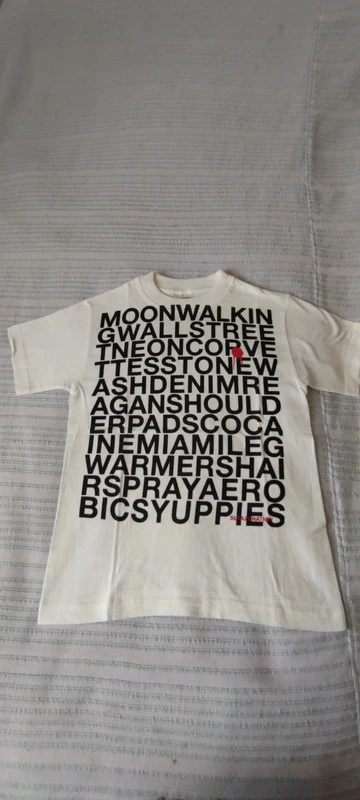 MOONWALKIN
GWALLSTREE
TNEONCORVE
TTESSTONEW
ASHDENIMRE
AGANSHOULD
ERPADSCOCA
INEMIAMILEG
WARMERSHAI
RSPRAYAERO
BICSYUPPIES